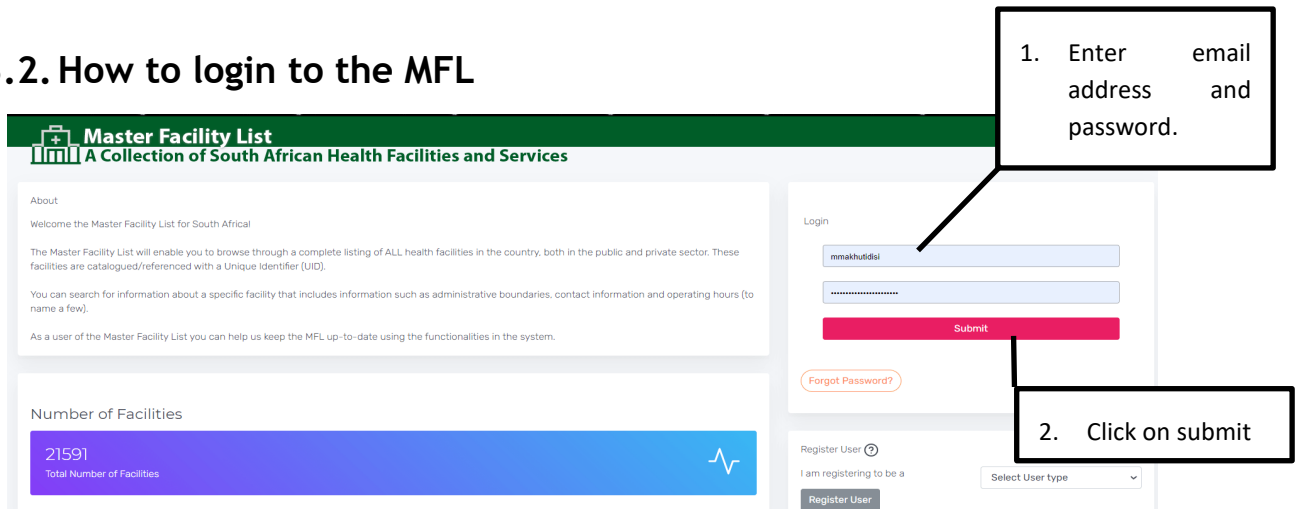 .2. How to login to the MFL
1. Enter email
address and
password.
Master Facility List
A Collection of South African Health Facilities and Services
About
Welcome the Master Facility List for South Africa!
The Master Facility List will enable you to browse through a complete listing of ALL health facilities in the country, both in the public and private sector. These
facilities are catalogued/referenced with a Unique Identifier (UID).
You can search for information about a specific facility that includes information such as administrative boundaries, contact information and operating hours (to
name a few).
As a user of the Master Facility List you can help us keep the MFL up-to-date using the functionalities in the system.
Login
mmakhutidisi
Submit
Forgot Password?
2. Click on submit
Number of Facilities
21591
Total Number of Facilities
Register User
I am registering to be a
Select User type
Register User